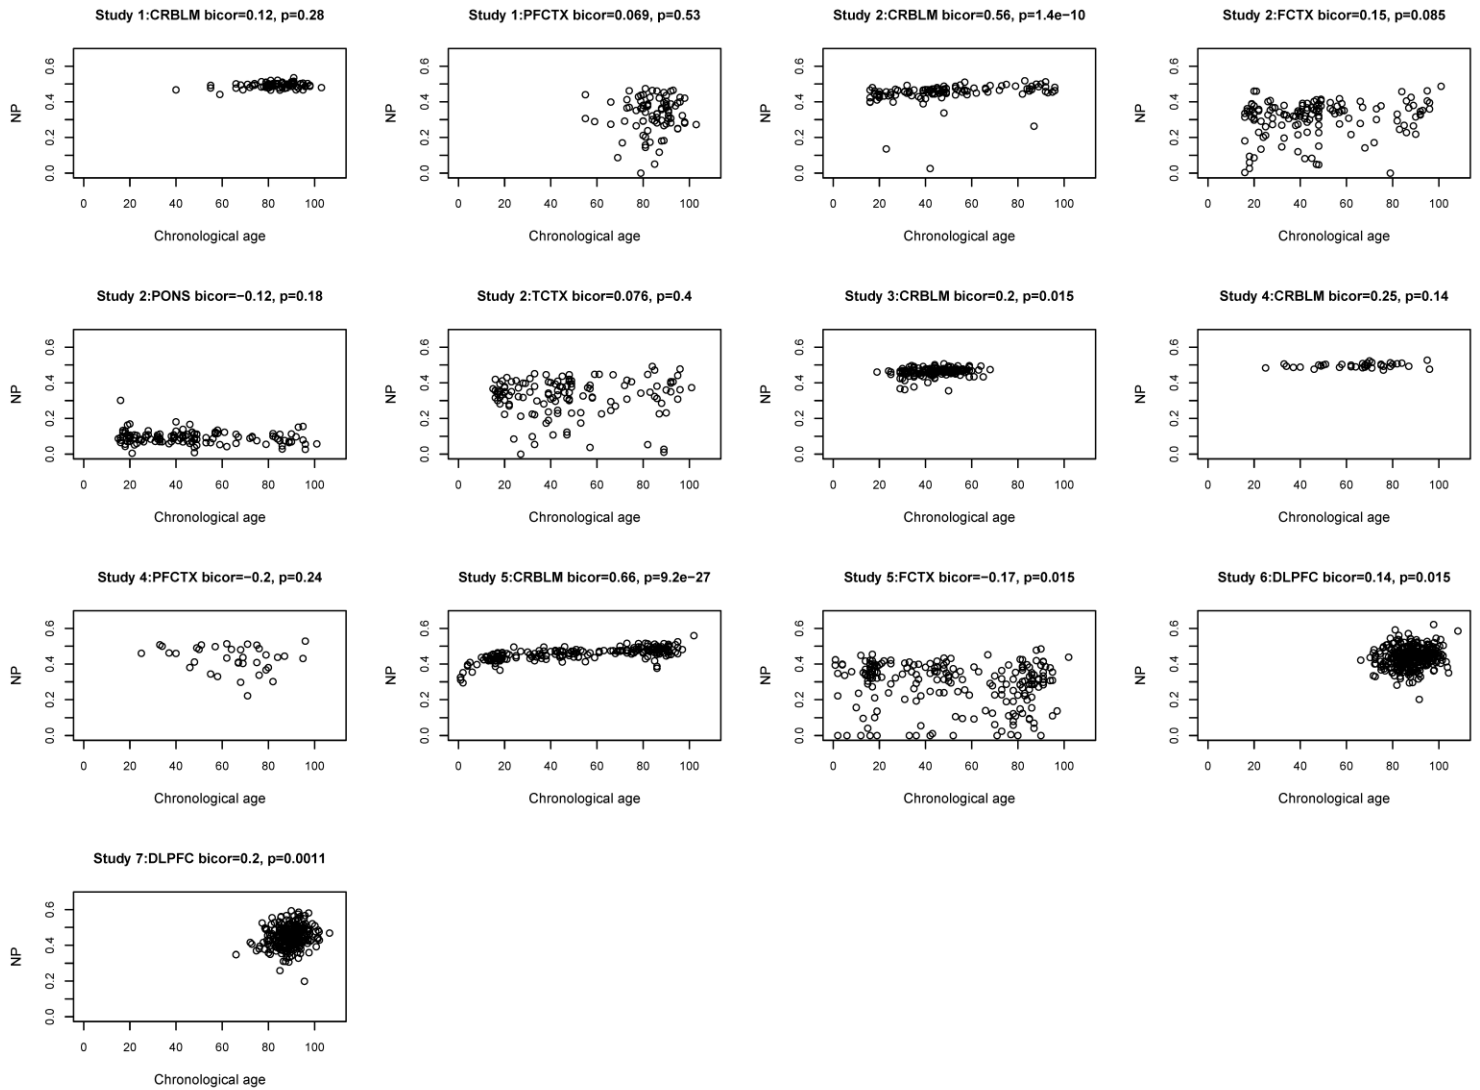 Study 1:CRBLM bicor=0.12, p=0.28
NP
0.0 0.2 0.4 0.6
0 20 40 60 80 100
Chronological age
Study 1:PFCTX bicor=0.069, p=0.53
NP
0.0 0.2 0.4 0.6
0 20 40 60 80 100
Chronological age
Study 2:CRBLM bicor=0.56, p=1.4e−10
NP
0.0 0.2 0.4 0.6
0 20 40 60 80 100
Chronological age
Study 2:FCTX bicor=0.15, p=0.085
NP
0.0 0.2 0.4 0.6
0 20 40 60 80 100
Chronological age
Study 2:PONS bicor=−0.12, p=0.18
NP
0.0 0.2 0.4 0.6
0 20 40 60 80 100
Chronological age
Study 2:TCTX bicor=0.076, p=0.4
NP
0.0 0.2 0.4 0.6
0 20 40 60 80 100
Chronological age
Study 3:CRBLM bicor=0.2, p=0.015
NP
0.0 0.2 0.4 0.6
0 20 40 60 80 100
Chronological age
Study 4:CRBLM bicor=0.25, p=0.14
NP
0.0 0.2 0.4 0.6
0 20 40 60 80 100
Chronological age
Study 4:PFCTX bicor=−0.2, p=0.24
NP
0.0 0.2 0.4 0.6
0 20 40 60 80 100
Chronological age
Study 5:CRBLM bicor=0.66, p=9.2e−27
NP
0.0 0.2 0.4 0.6
0 20 40 60 80 100
Chronological age
Study 5:FCTX bicor=−0.17, p=0.015
NP
0.0 0.2 0.4 0.6
0 20 40 60 80 100
Chronological age
Study 6:DLPFC bicor=0.14, p=0.015
NP
0.0 0.2 0.4 0.6
0 20 40 60 80 100
Chronological age
Study 7:DLPFC bicor=0.2, p=0.0011
NP
0.0 0.2 0.4 0.6
0 20 40 60 80 100
Chronological age